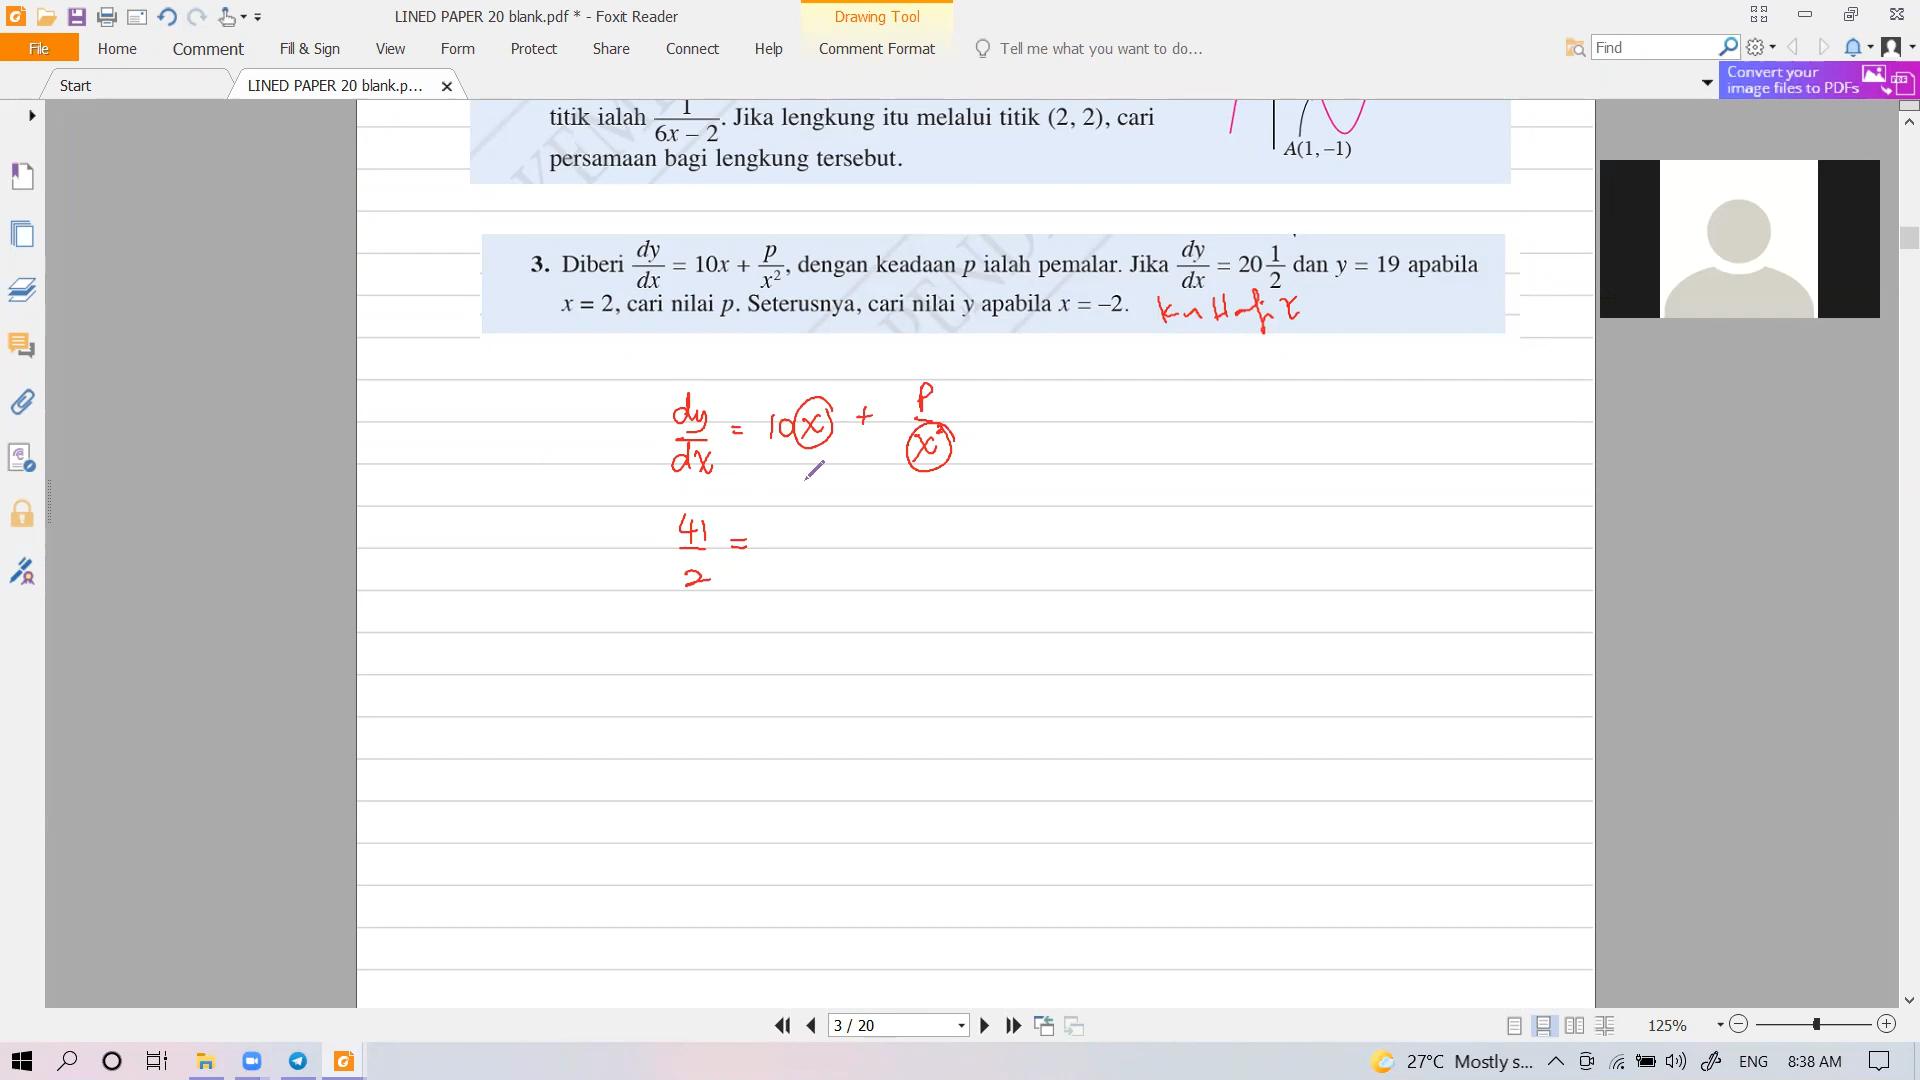 LINED PAPER 20 blank.pdf * - Foxit Reader
Drawing Tool
File Home Comment Fill & Sign View Form Protect Share Connect Help Comment Format Tell me what you want to do... Find
Start LINED PAPER 20 blank.p...
Convert your
image files to PDFs
titik ialah 1/(6x – 2). Jika lengkung itu melalui titik (2, 2), cari
persamaan bagi lengkung tersebut.
A(1, –1)
3. Diberi dy/dx = 10x + p/x², dengan keadaan p ialah pemalar. Jika dy/dx = 20 1/2 dan y = 19 apabila
x = 2, cari nilai p. Seterusnya, cari nilai y apabila x = –2.
dy/dx = 10x + p/x²
41/2 =
3 / 20
125%
27°C Mostly s... ENG 8:38 AM